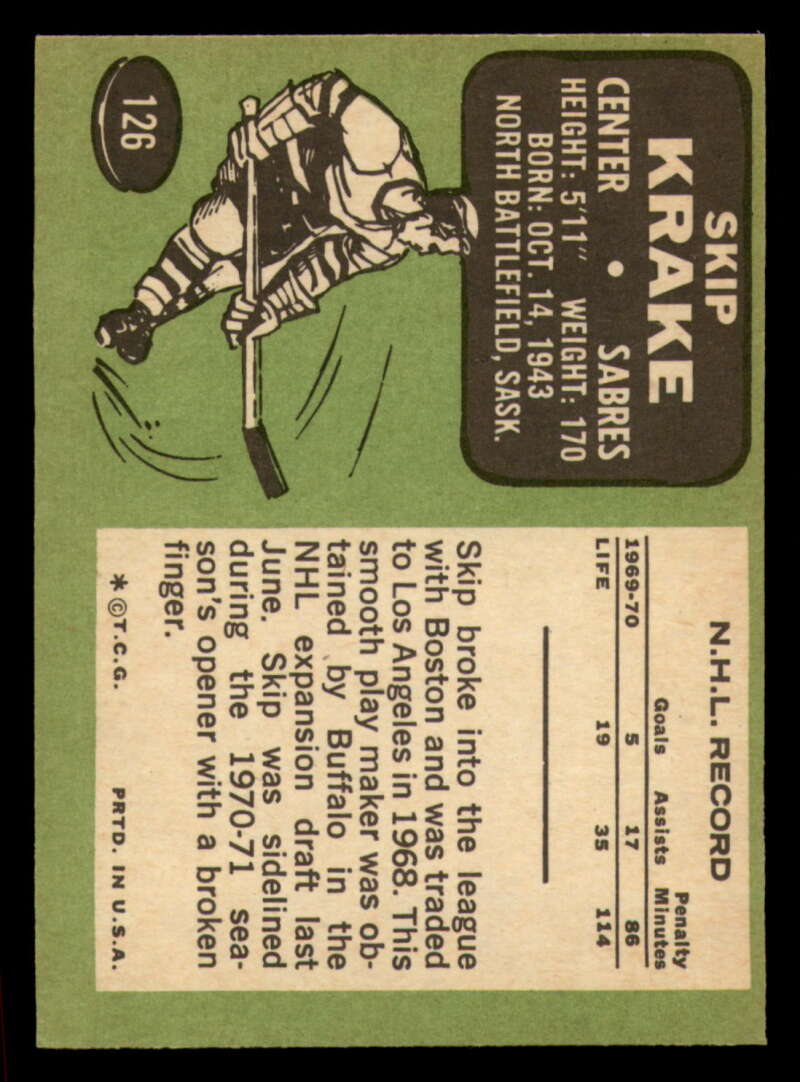 126
SKIP
KRAKE
CENTER • SABRES
HEIGHT: 5'11" WEIGHT: 170
BORN: OCT. 14, 1943
NORTH BATTLEFIELD, SASK.
N.H.L. RECORD
Goals Assists Penalty Minutes
1969-70 5 17 86
LIFE 19 35 114
Skip broke into the league
with Boston and was traded
to Los Angeles in 1968. This
smooth play maker was ob-
tained by Buffalo in the
NHL expansion draft last
June. Skip was sidelined
during the 1970-71 sea-
son's opener with a broken
finger.
* © T.C.G. PRTD. IN U.S.A.